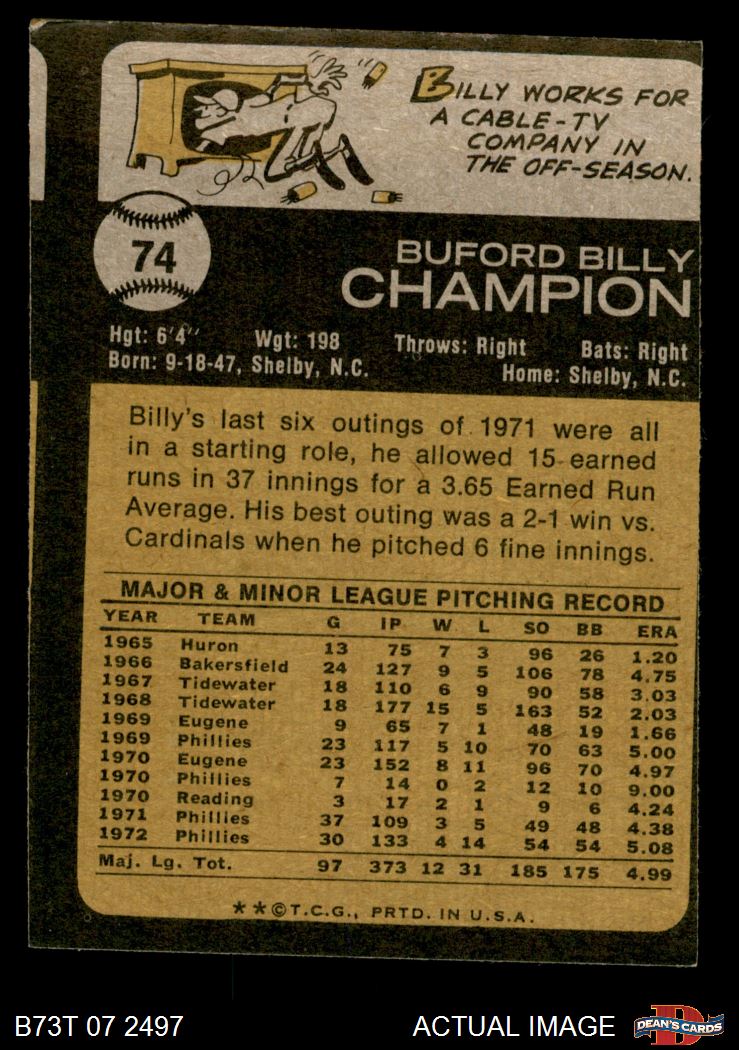 BILLY WORKS FOR
A CABLE-TV
COMPANY IN
THE OFF-SEASON.
74
BUFORD BILLY
CHAMPION
Hgt: 6'4" Wgt: 198 Throws: Right Bats: Right
Born: 9-18-47, Shelby, N.C. Home: Shelby, N.C.
Billy's last six outings of 1971 were all
in a starting role, he allowed 15 earned
runs in 37 innings for a 3.65 Earned Run
Average. His best outing was a 2-1 win vs.
Cardinals when he pitched 6 fine innings.
MAJOR & MINOR LEAGUE PITCHING RECORD
YEAR TEAM G IP W L SO BB ERA
1965 Huron 13 75 7 3 96 26 1.20
1966 Bakersfield 24 127 9 5 106 78 4.75
1967 Tidewater 18 110 6 9 90 58 3.03
1968 Tidewater 18 177 15 5 163 52 2.03
1969 Eugene 9 65 7 1 48 19 1.66
1969 Phillies 23 117 5 10 70 63 5.00
1970 Eugene 23 152 8 11 96 70 4.97
1970 Phillies 7 14 0 2 12 10 9.00
1970 Reading 3 17 2 1 9 6 4.24
1971 Phillies 37 109 3 5 49 48 4.38
1972 Phillies 30 133 4 14 54 54 5.08
Maj. Lg. Tot. 97 373 12 31 185 175 4.99
**©T.C.G., PRTD. IN U.S.A.
B73T 07 2497 ACTUAL IMAGE
D
DEAN'S CARDS